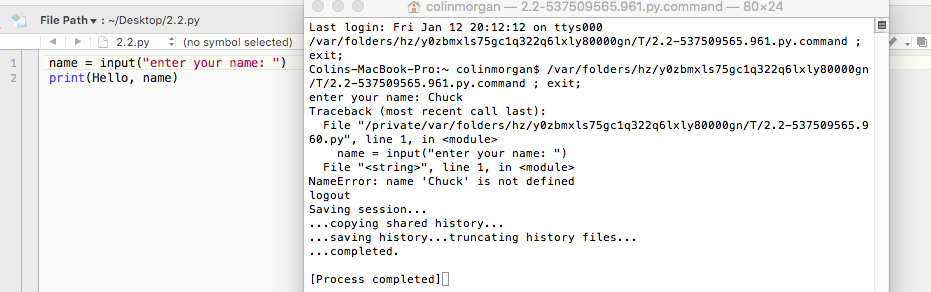 File Path ▾ : ~/Desktop/2.2.py
2.2.py (no symbol selected)
1 name = input("enter your name: ")
2 print(Hello, name)
colinmorgan — 2.2-537509565.961.py.command — 80×24
Last login: Fri Jan 12 20:12:12 on ttys000
/var/folders/hz/y0zbmxls75gc1q322q6lxly80000gn/T/2.2-537509565.961.py.command ;
exit;
Colins-MacBook-Pro:~ colinmorgan$ /var/folders/hz/y0zbmxls75gc1q322q6lxly80000gn
/T/2.2-537509565.961.py.command ; exit;
enter your name: Chuck
Traceback (most recent call last):
  File "/private/var/folders/hz/y0zbmxls75gc1q322q6lxly80000gn/T/2.2-537509565.9
60.py", line 1, in <module>
    name = input("enter your name: ")
  File "<string>", line 1, in <module>
NameError: name 'Chuck' is not defined
logout
Saving session...
...copying shared history...
...saving history...truncating history files...
...completed.
[Process completed]